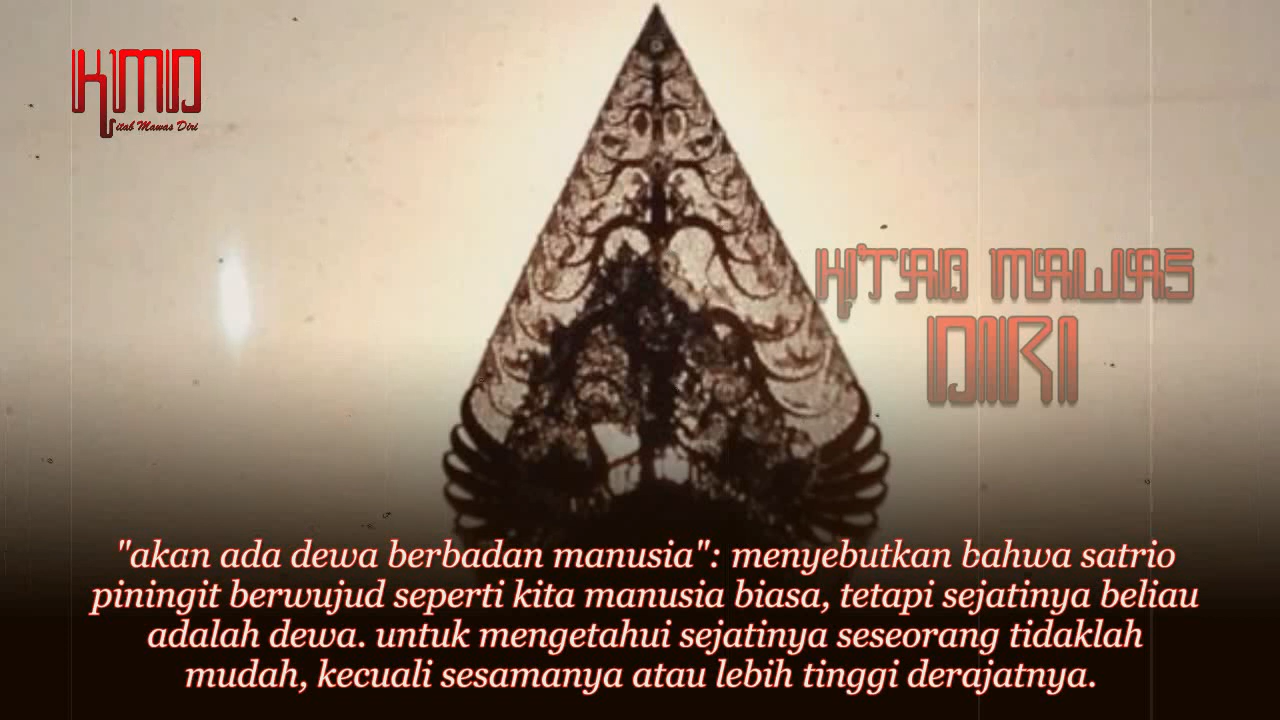 KMD
Kitab Mawas Diri
KITAB MAWAS
DIRI
"akan ada dewa berbadan manusia": menyebutkan bahwa satrio
piningit berwujud seperti kita manusia biasa, tetapi sejatinya beliau
adalah dewa. untuk mengetahui sejatinya seseorang tidaklah
mudah, kecuali sesamanya atau lebih tinggi derajatnya.